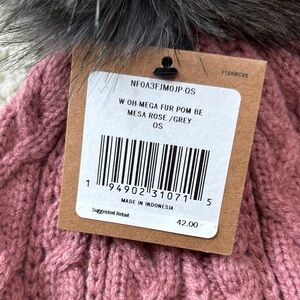 F19HWCVR
NF0A3FJM0JP-OS
W OH-MEGA FUR POM BE
MESA ROSE /GREY
OS
1 94902 31071 5
MADE IN INDONESIA
Suggested Retail
42.00